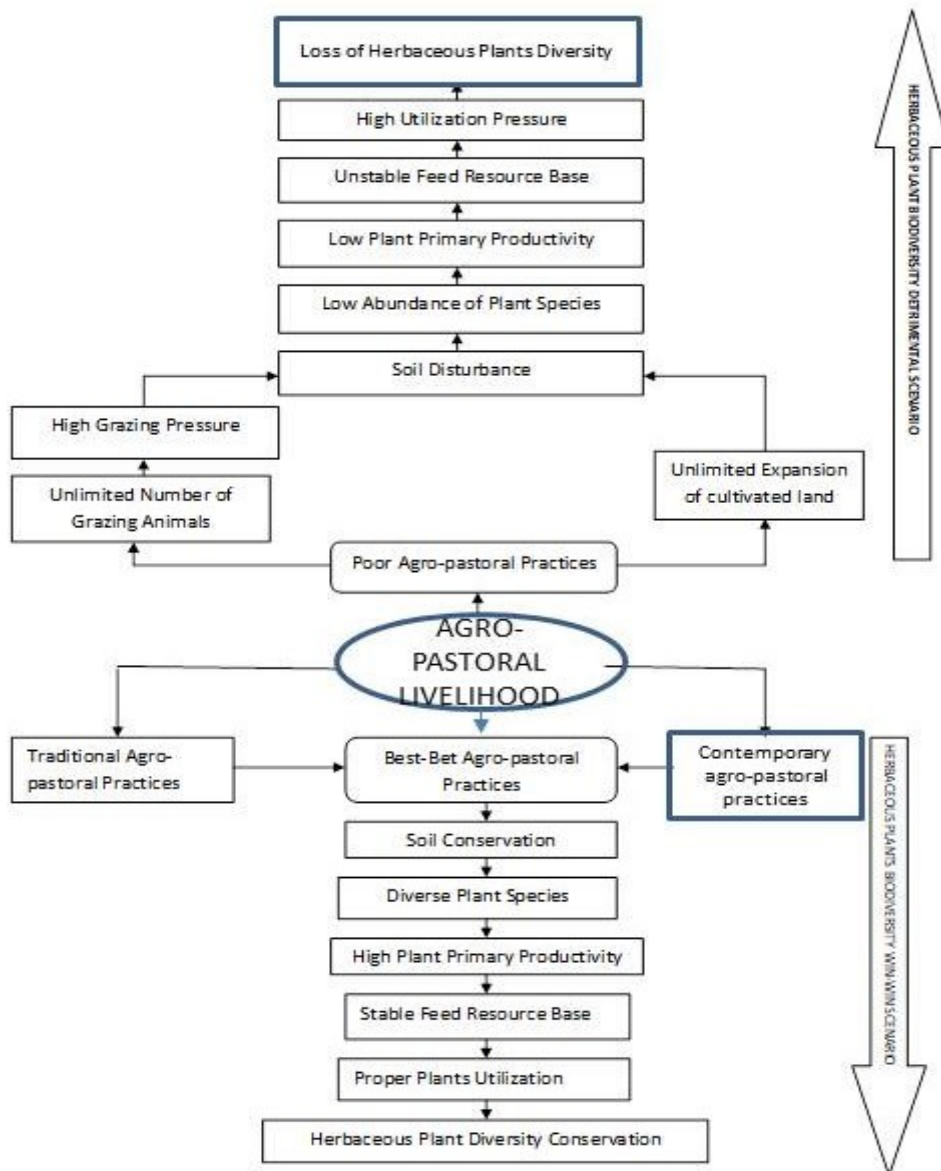 Loss of Herbaceous Plants Diversity
High Utilization Pressure
Unstable Feed Resource Base
Low Plant Primary Productivity
Low Abundance of Plant Species
Soil Disturbance
High Grazing Pressure
Unlimited Number of
Grazing Animals
Unlimited Expansion
of cultivated land
Poor Agro-pastoral Practices
HERBACEOUS PLANT BIODIVERSITY DETRIMENTAL SCENARIO
AGRO-
PASTORAL
LIVELIHOOD
Traditional Agro-
pastoral Practices
Best-Bet Agro-pastoral
Practices
Contemporary
agro-pastoral
practices
Soil Conservation
Diverse Plant Species
High Plant Primary Productivity
Stable Feed Resource Base
Proper Plants Utilization
Herbaceous Plant Diversity Conservation
HERBACEOUS PLANTS BIODIVERSITY WIN-WIN SCENARIO